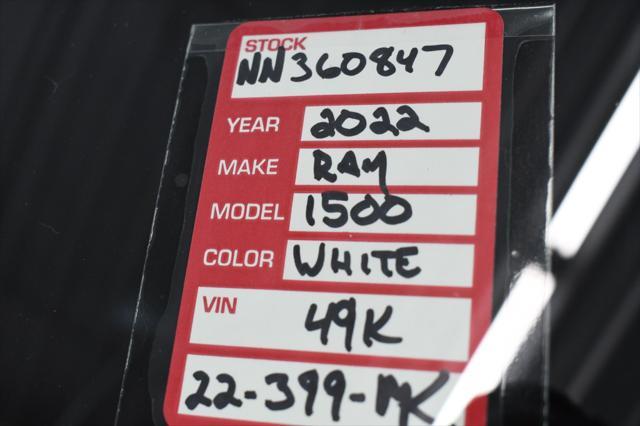 STOCK
NN360847
YEAR 2022
MAKE RAM
MODEL 1500
COLOR WHITE
VIN
49K
22-399-MK